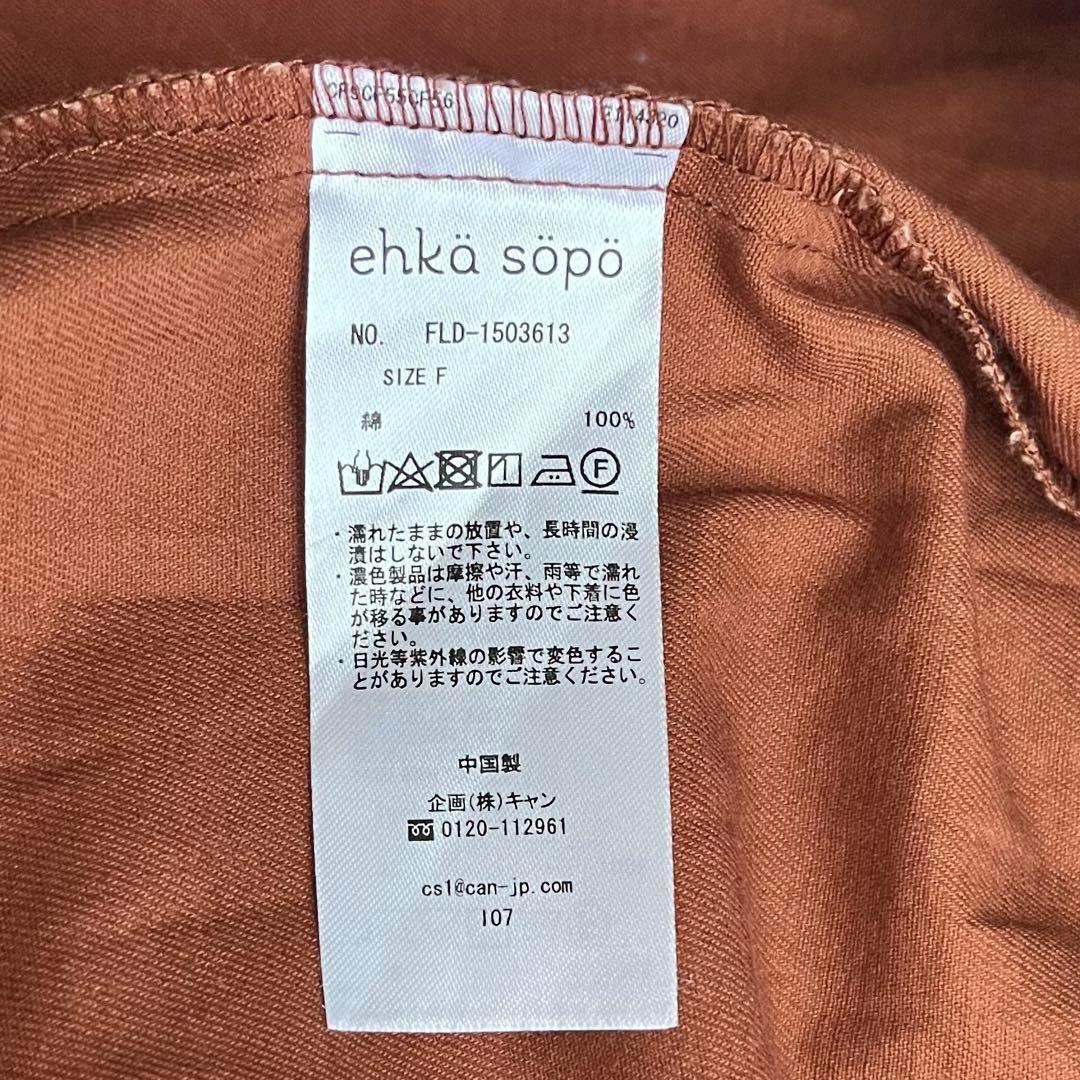 ehkä söpö
NO. FLD-1503613
SIZE F
綿 100%
F
・濡れたままの放置や、長時間の浸
漬はしないで下さい。
・濃色製品は摩擦や汗、雨等で濡れ
た時などに、他の衣料や下着に色
が移る事がありますのでご注意く
ださい。
・日光等紫外線の影響で変色するこ
とがありますのでご注意ください。
中国製
企画(株)キャン
0120-112961
cs1@can-jp.com
107